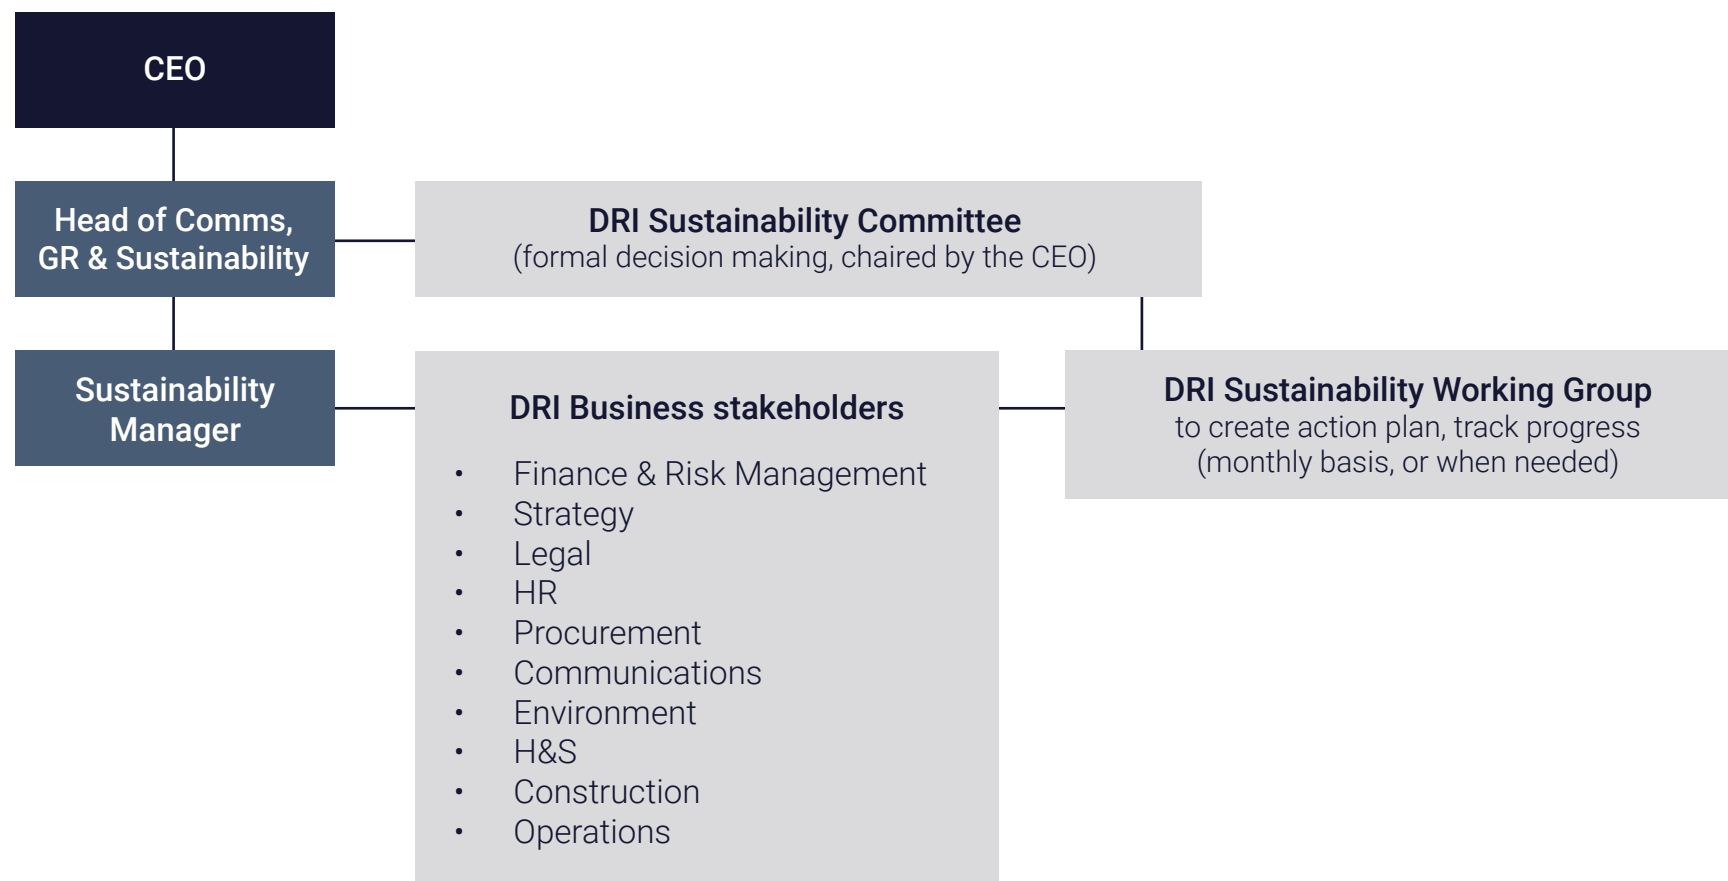 CEO
Head of Comms,
GR & Sustainability
DRI Sustainability Committee
(formal decision making, chaired by the CEO)
Sustainability
Manager
DRI Business stakeholders
• Finance & Risk Management
• Strategy
• Legal
• HR
• Procurement
• Communications
• Environment
• H&S
• Construction
• Operations
DRI Sustainability Working Group
to create action plan, track progress
(monthly basis, or when needed)